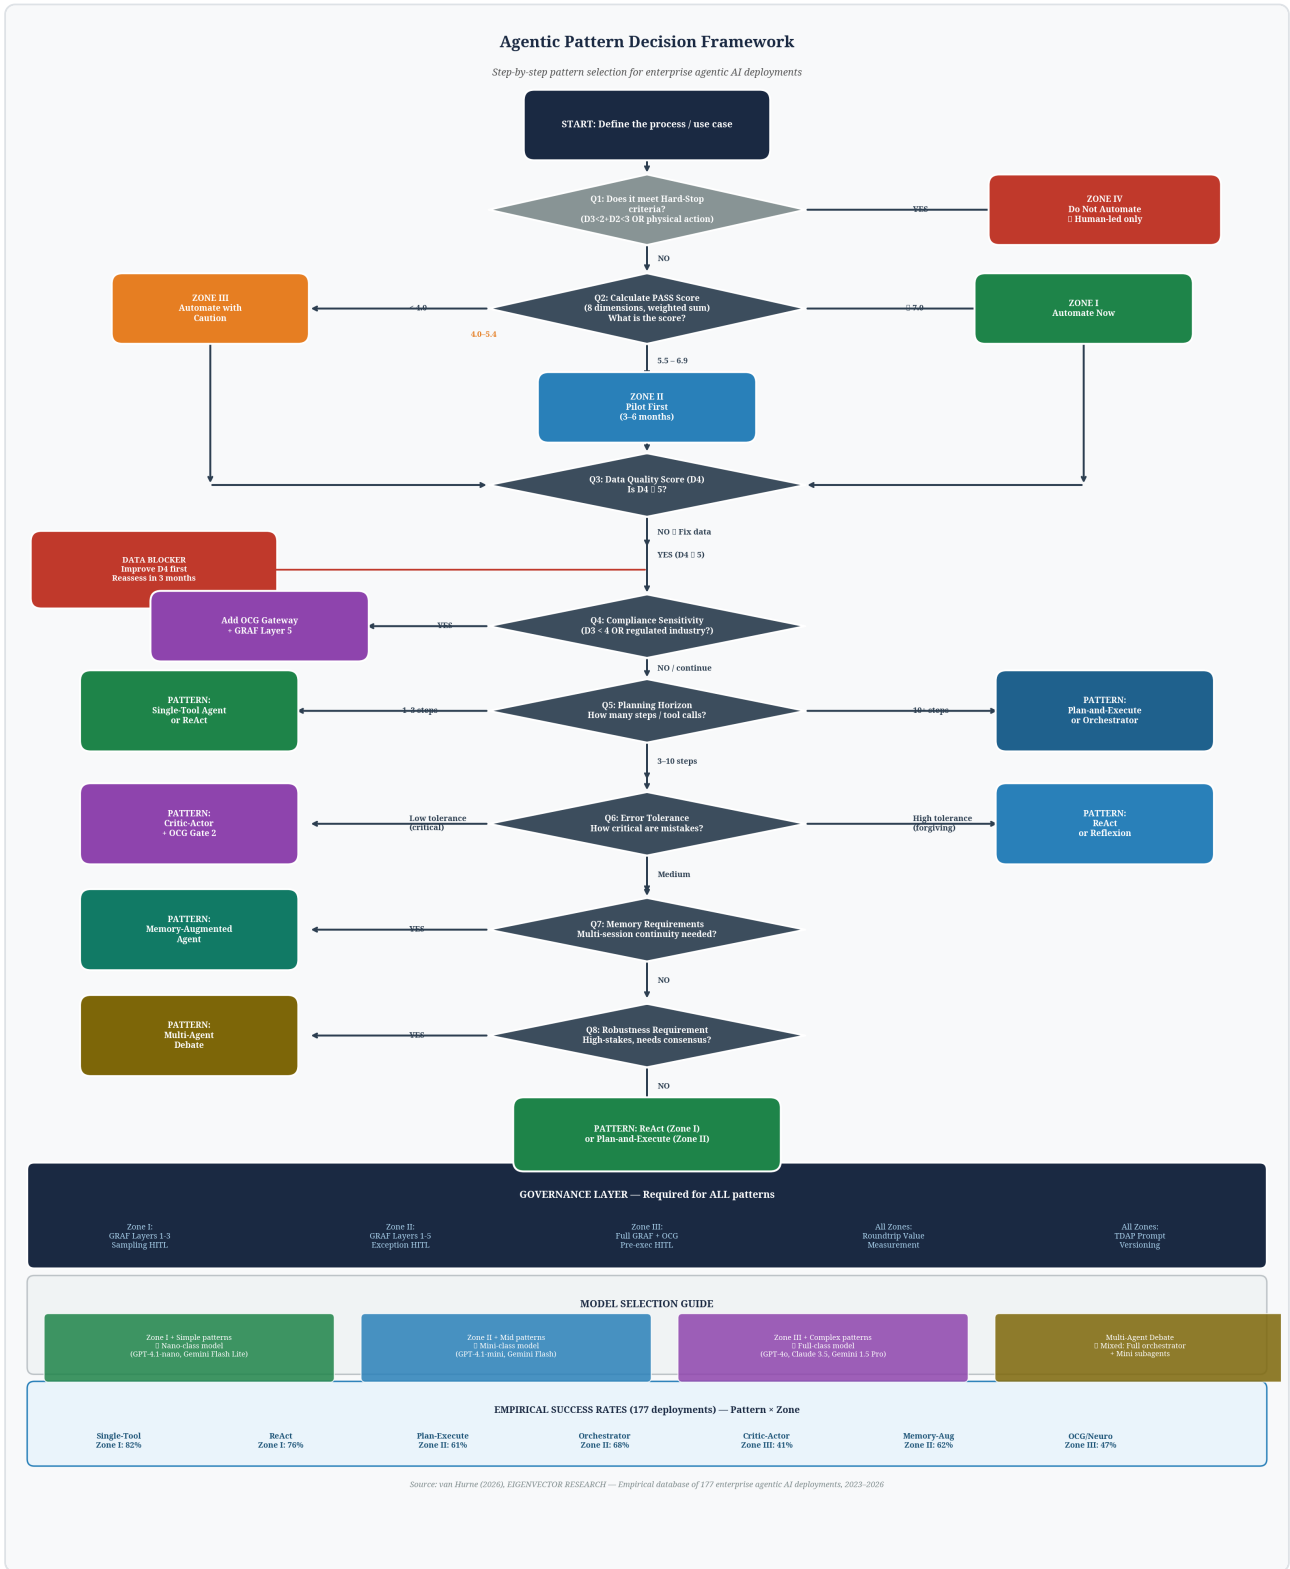 Agentic Pattern Decision Framework
Step-by-step pattern selection for enterprise agentic AI deployments
START: Define the process / use case
Q1: Does it meet Hard-Stop
criteria?
(D3<2+D2<3 OR physical action)
YES
ZONE IV
Do Not Automate
▯ Human-led only
NO
ZONE III
Automate with
Caution
< 4.0
4.0–5.4
Q2: Calculate PASS Score
(8 dimensions, weighted sum)
What is the score?
▯ 7.0
ZONE I
Automate Now
5.5 – 6.9
ZONE II
Pilot First
(3–6 months)
Q3: Data Quality Score (D4)
Is D4 ▯ 5?
NO ▯ Fix data
YES (D4 ▯ 5)
DATA BLOCKER
Improve D4 first
Reassess in 3 months
Add OCG Gateway
+ GRAF Layer 5
YES
Q4: Compliance Sensitivity
(D3 < 4 OR regulated industry?)
NO / continue
PATTERN:
Single-Tool Agent
or ReAct
1–3 steps
Q5: Planning Horizon
How many steps / tool calls?
10+ steps
PATTERN:
Plan-and-Execute
or Orchestrator
3–10 steps
PATTERN:
Critic-Actor
+ OCG Gate 2
Low tolerance
(critical)
Q6: Error Tolerance
How critical are mistakes?
High tolerance
(forgiving)
PATTERN:
ReAct
or Reflexion
Medium
PATTERN:
Memory-Augmented
Agent
YES
Q7: Memory Requirements
Multi-session continuity needed?
NO
PATTERN:
Multi-Agent
Debate
YES
Q8: Robustness Requirement
High-stakes, needs consensus?
NO
PATTERN: ReAct (Zone I)
or Plan-and-Execute (Zone II)
GOVERNANCE LAYER — Required for ALL patterns
Zone I:
GRAF Layers 1-3
Sampling HITL
Zone II:
GRAF Layers 1-5
Exception HITL
Zone III:
Full GRAF + OCG
Pre-exec HITL
All Zones:
Roundtrip Value
Measurement
All Zones:
TDAP Prompt
Versioning
MODEL SELECTION GUIDE
Zone I + Simple patterns
▯ Nano-class model
(GPT-4.1-nano, Gemini Flash Lite)
Zone II + Mid patterns
▯ Mini-class model
(GPT-4.1-mini, Gemini Flash)
Zone III + Complex patterns
▯ Full-class model
(GPT-4o, Claude 3.5, Gemini 1.5 Pro)
Multi-Agent Debate
▯ Mixed: Full orchestrator
+ Mini subagents
EMPIRICAL SUCCESS RATES (177 deployments) — Pattern × Zone
Single-Tool
Zone I: 82%
ReAct
Zone I: 76%
Plan-Execute
Zone II: 61%
Orchestrator
Zone II: 68%
Critic-Actor
Zone III: 41%
Memory-Aug
Zone II: 62%
OCG/Neuro
Zone III: 47%
Source: van Hurne (2026), EIGENVECTOR RESEARCH — Empirical database of 177 enterprise agentic AI deployments, 2023–2026